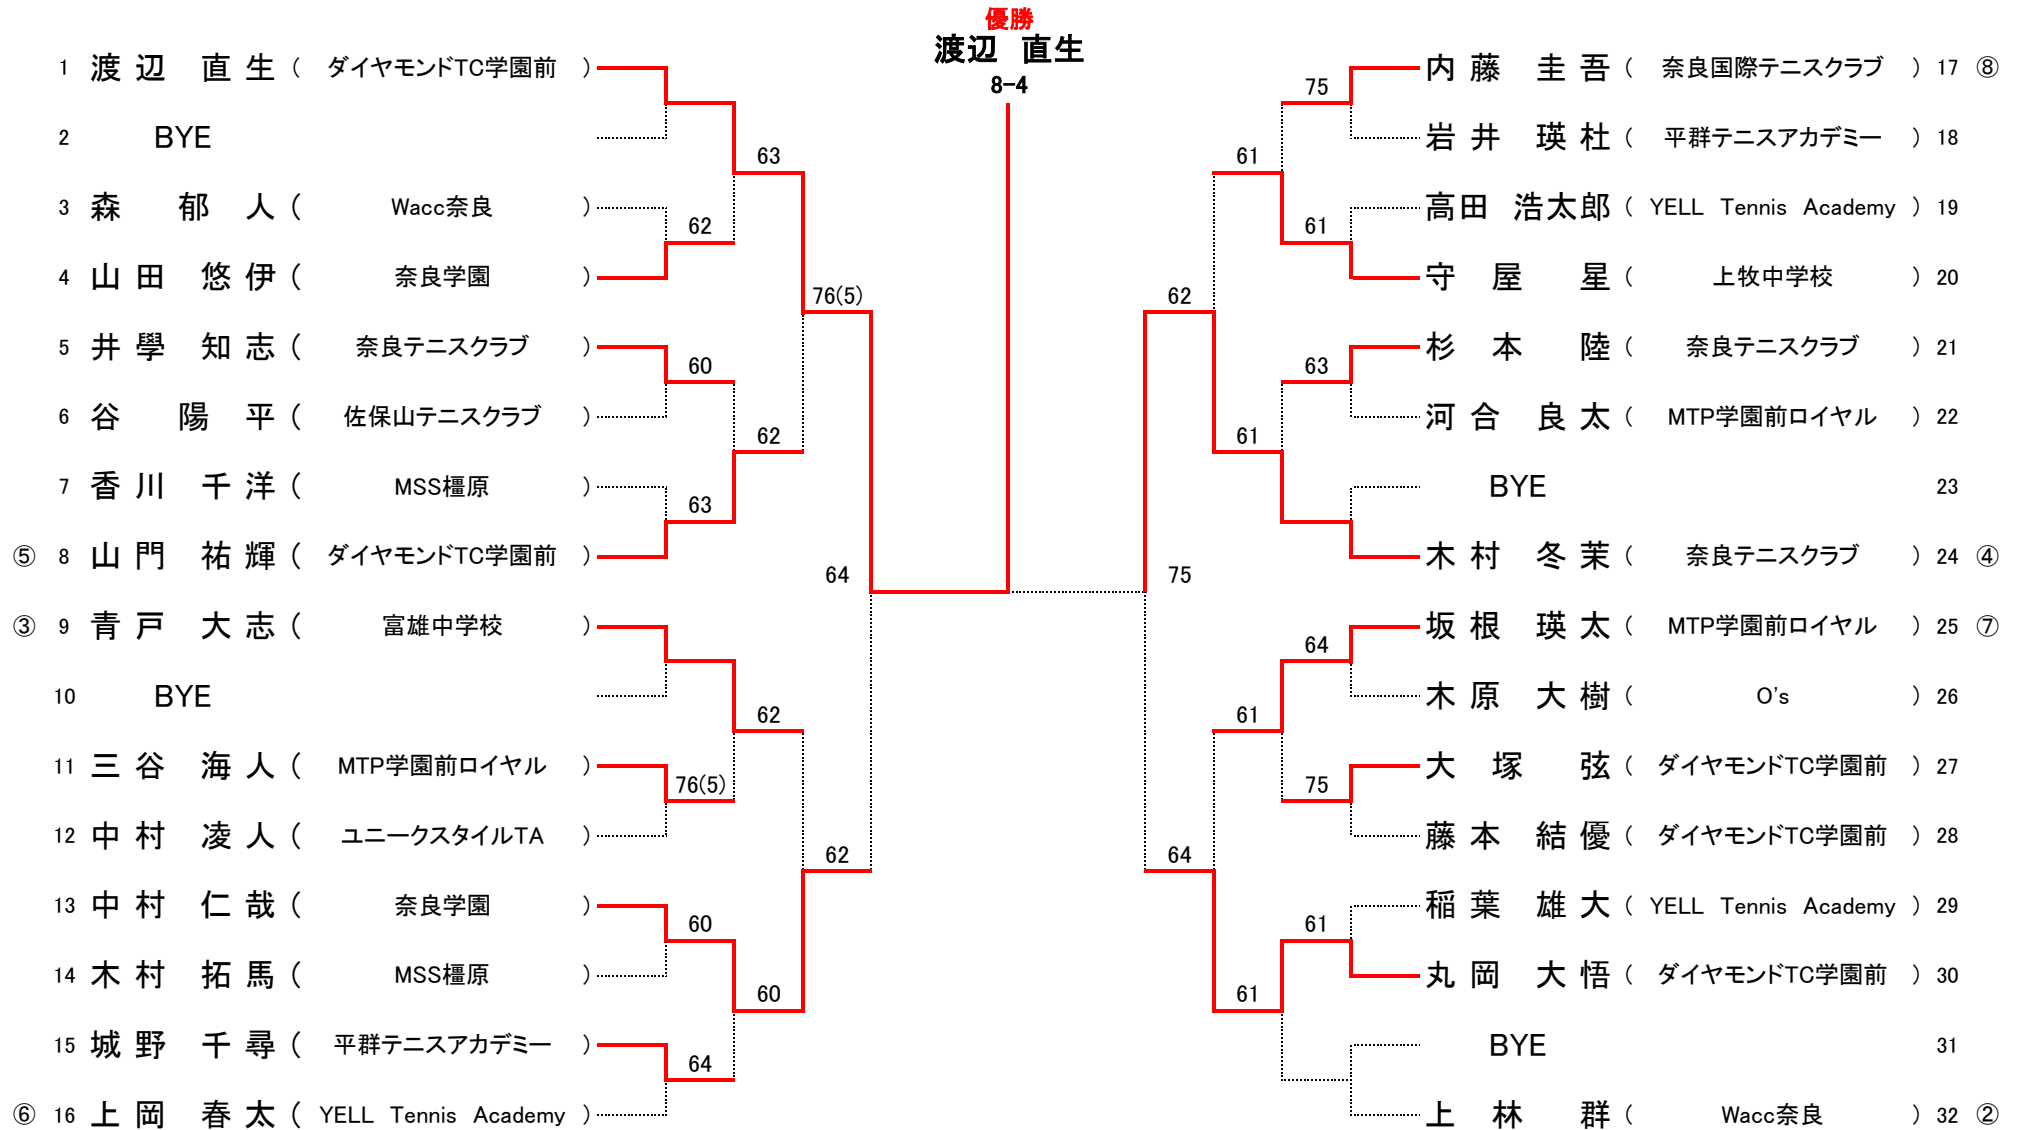 優勝
渡辺　直生
8-4
1 渡辺　直生 ( ダイヤモンドTC学園前 )
2 BYE
3 森　郁人 ( Wacc奈良 )
4 山田　悠伊 ( 奈良学園 )
5 井學　知志 ( 奈良テニスクラブ )
6 谷　陽平 ( 佐保山テニスクラブ )
7 香川　千洋 ( MSS橿原 )
⑤ 8 山門　祐輝 ( ダイヤモンドTC学園前 )
③ 9 青戸　大志 ( 富雄中学校 )
10 BYE
11 三谷　海人 ( MTP学園前ロイヤル )
12 中村　凌人 ( ユニークスタイルTA )
13 中村　仁哉 ( 奈良学園 )
14 木村　拓馬 ( MSS橿原 )
15 城野　千尋 ( 平群テニスアカデミー )
⑥ 16 上岡　春太 ( YELL Tennis Academy )
62
60
63
76(5)
60
64
63
62
62
60
76(5)
62
64
75
62
64
61
61
61
61
75
61
63
64
75
61
内藤　圭吾 ( 奈良国際テニスクラブ ) 17 ⑧
岩井　瑛杜 ( 平群テニスアカデミー ) 18
高田　浩太郎 ( YELL Tennis Academy ) 19
守屋　星 ( 上牧中学校 ) 20
杉本　陸 ( 奈良テニスクラブ ) 21
河合　良太 ( MTP学園前ロイヤル ) 22
BYE 23
木村　冬茉 ( 奈良テニスクラブ ) 24 ④
坂根　瑛太 ( MTP学園前ロイヤル ) 25 ⑦
木原　大樹 ( O's ) 26
大塚　弦 ( ダイヤモンドTC学園前 ) 27
藤本　結優 ( ダイヤモンドTC学園前 ) 28
稲葉　雄大 ( YELL Tennis Academy ) 29
丸岡　大悟 ( ダイヤモンドTC学園前 ) 30
BYE 31
上林　群 ( Wacc奈良 ) 32 ②